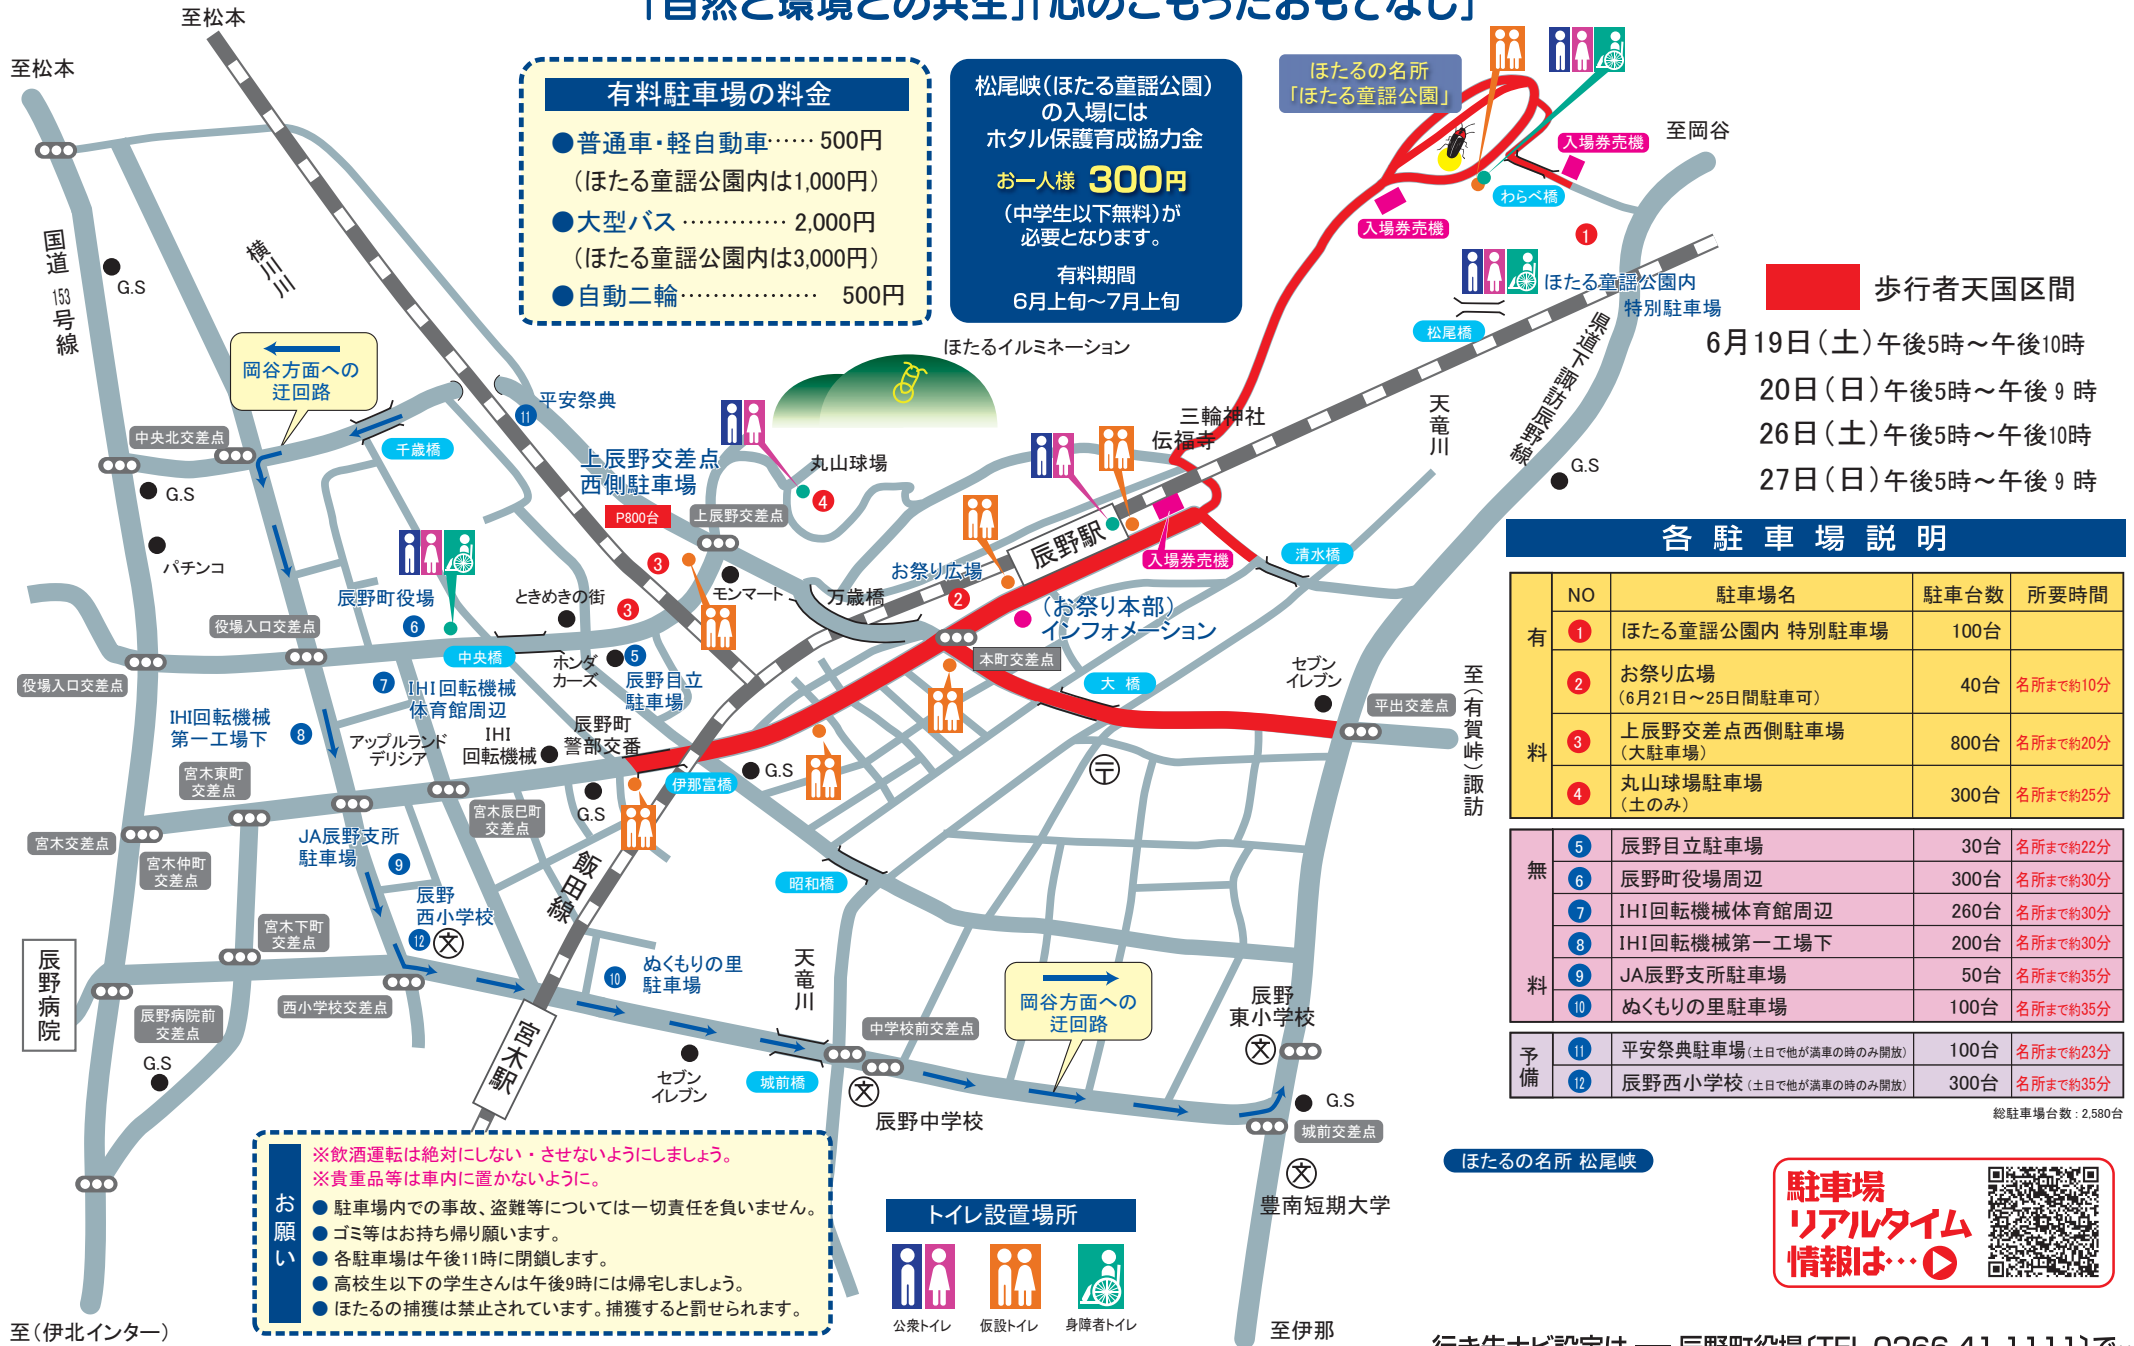 「自然と環境との共生」「心のこもったおもてなし」
至松本
至松本
有料駐車場の料金
●普通車・軽自動車……500円
（ほたる童謡公園内は1,000円）
●大型バス…………2,000円
（ほたる童謡公園内は3,000円）
●自動二輪……………500円
松尾峡（ほたる童謡公園）
の入場には
ホタル保護育成協力金
お一人様 300円
（中学生以下無料）が
必要となります。
有料期間
6月上旬～7月上旬
ほたるの名所
「ほたる童謡公園」
至岡谷
入場券売機
わらべ橋
入場券売機
1
ほたる童謡公園内
特別駐車場
松尾橋
県道下諏訪辰野線
天竜川
G.S
歩行者天国区間
6月19日（土）午後5時～午後10時
20日（日）午後5時～午後9時
26日（土）午後5時～午後10時
27日（日）午後5時～午後9時
国道153号線
横川川
G.S
岡谷方面への
迂回路
中央北交差点
千歳橋
G.S
パチンコ
11
平安祭典
ほたるイルミネーション
上辰野交差点
西側駐車場
P800台
上辰野交差点
丸山球場
4
三輪神社
伝福寺
辰野駅
入場券売機
清水橋
お祭り広場
2
（お祭り本部）
インフォメーション
3
3
モンマート
万歳橋
ときめきの街
辰野町役場
6
役場入口交差点
役場入口交差点
中央橋
ホンダ
カーズ
5
辰野日立
駐車場
本町交差点
大橋
セブン
イレブン
平出交差点
至（有賀峠）諏訪
7
IHI回転機械
体育館周辺
IHI回転機械
第一工場下
8
アップルランド
デリシア
IHI
回転機械
辰野町
警部交番
伊那富橋
G.S
G.S
宮木東町
交差点
宮木交差点
宮木仲町
交差点
宮木辰巳町
交差点
JA辰野支所
駐車場
9
飯田線
昭和橋
辰野
西小学校
12
文
宮木下町
交差点
辰野病院
辰野病院前
交差点
西小学校交差点
G.S
10
ぬくもりの里
駐車場
宮木駅
天竜川
セブン
イレブン
城前橋
中学校前交差点
文
辰野中学校
岡谷方面への
迂回路
辰野
東小学校
文
G.S
城前交差点
文
豊南短期大学
至伊那
至（伊北インター）
各駐車場説明
NO 駐車場名 駐車台数 所要時間
有料
1 ほたる童謡公園内 特別駐車場 100台
2 お祭り広場（6月21日～25日間駐車可） 40台 名所まで約10分
3 上辰野交差点西側駐車場（大駐車場） 800台 名所まで約20分
4 丸山球場駐車場（土のみ） 300台 名所まで約25分
無料
5 辰野日立駐車場 30台 名所まで約22分
6 辰野町役場周辺 300台 名所まで約30分
7 IHI回転機械体育館周辺 260台 名所まで約30分
8 IHI回転機械第一工場下 200台 名所まで約30分
9 JA辰野支所駐車場 50台 名所まで約35分
10 ぬくもりの里駐車場 100台 名所まで約35分
予備
11 平安祭典駐車場（土日で他が満車の時のみ開放） 100台 名所まで約23分
12 辰野西小学校（土日で他が満車の時のみ開放） 300台 名所まで約35分
総駐車場台数：2,580台
お願い
※飲酒運転は絶対にしない・させないようにしましょう。
※貴重品等は車内に置かないように。
●駐車場内での事故、盗難等については一切責任を負いません。
●ゴミ等はお持ち帰り願います。
●各駐車場は午後11時に閉鎖します。
●高校生以下の学生さんは午後9時には帰宅しましょう。
●ほたるの捕獲は禁止されています。捕獲すると罰せられます。
トイレ設置場所
公衆トイレ 仮設トイレ 身障者トイレ
ほたるの名所 松尾峡
駐車場
リアルタイム
情報は…
行き先ナビ設定は ― 辰野町役場〔TEL 0266-41-1111〕で